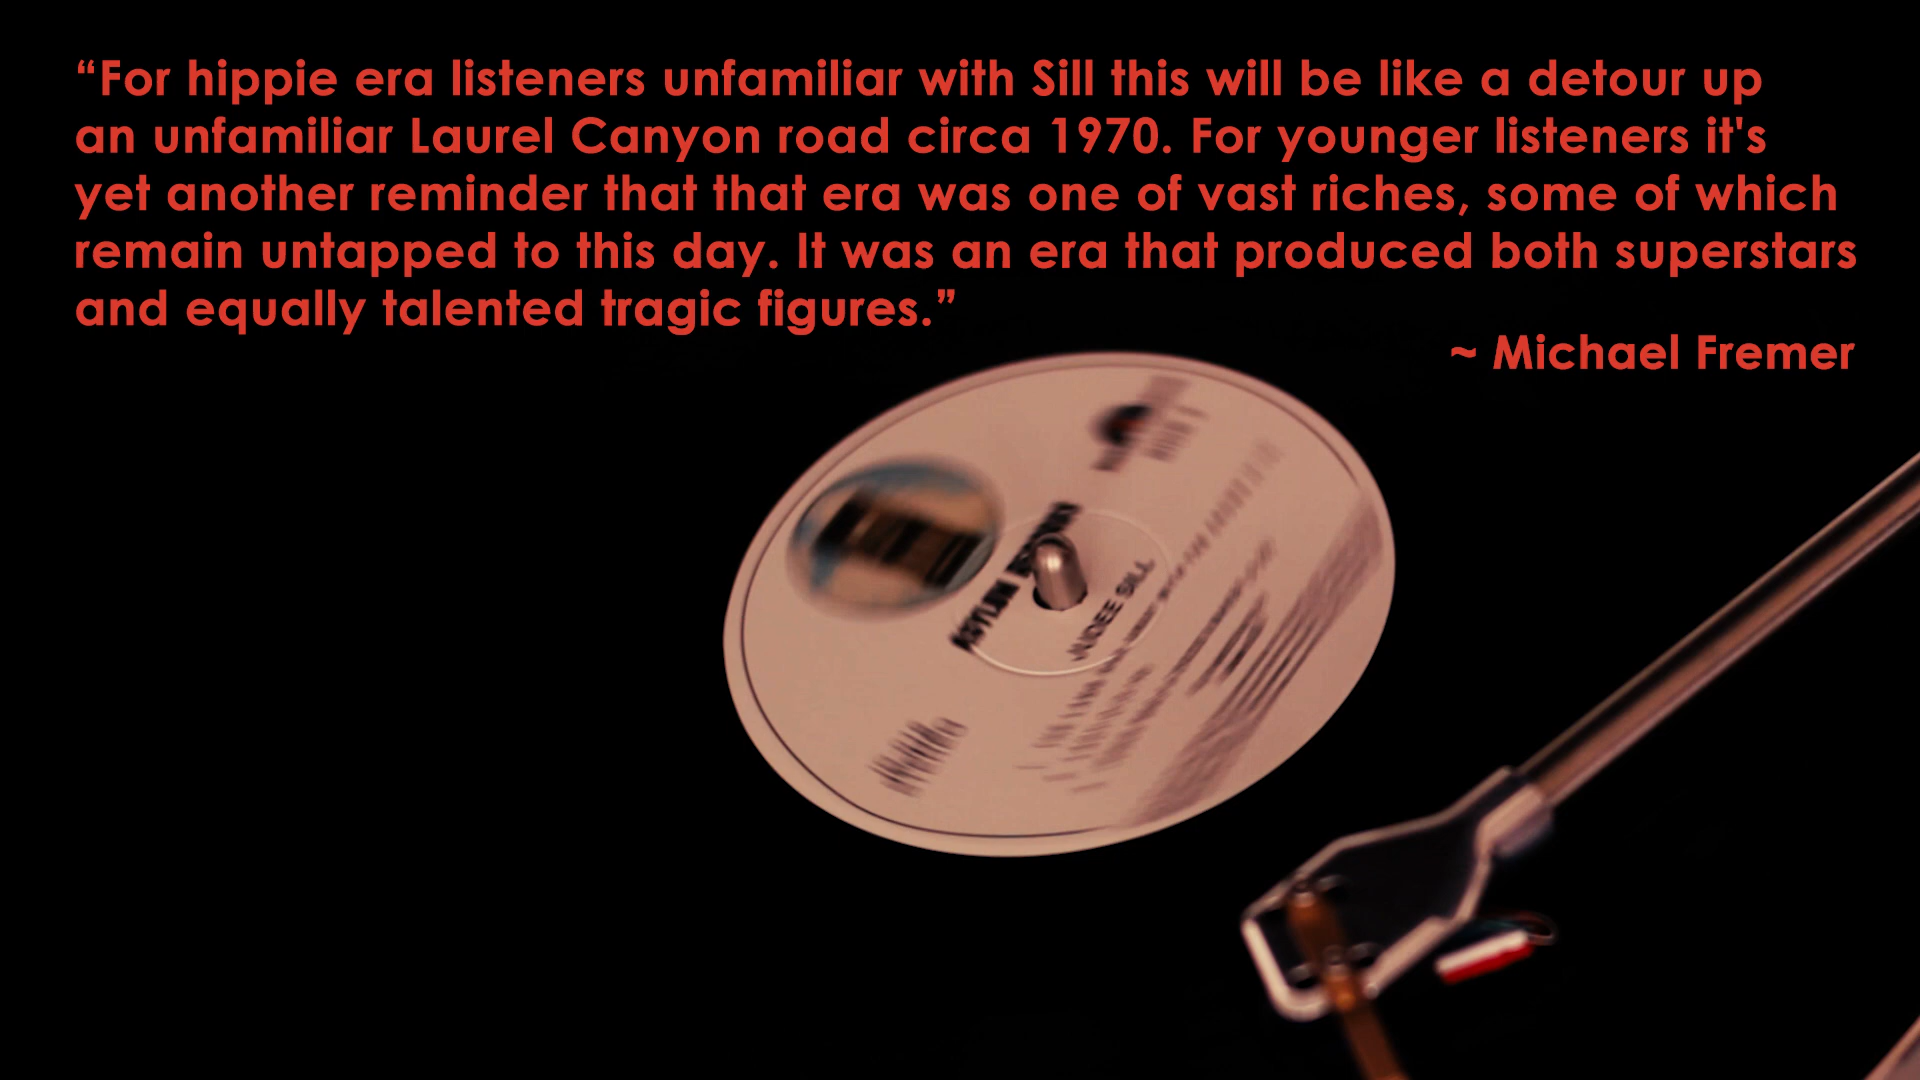 “For hippie era listeners unfamiliar with Sill this will be like a detour up
an unfamiliar Laurel Canyon road circa 1970. For younger listeners it's
yet another reminder that that era was one of vast riches, some of which
remain untapped to this day. It was an era that produced both superstars
and equally talented tragic figures.”
~ Michael Fremer
JUDEE SILL